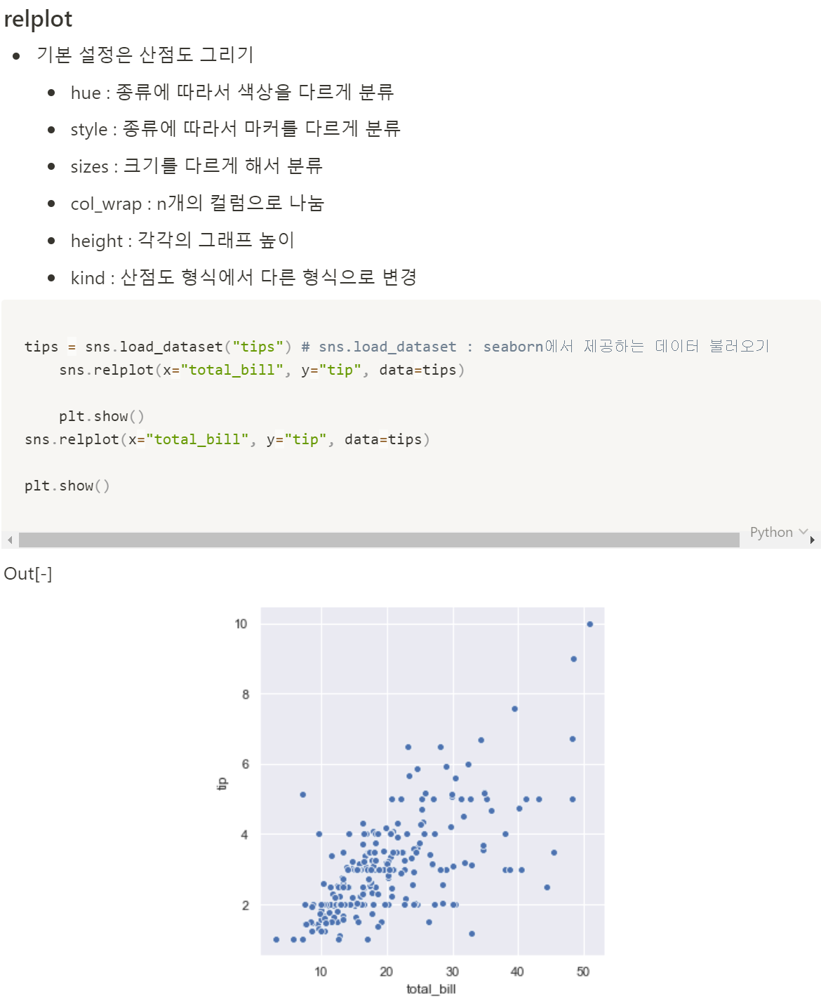 relplot
기본 설정은 산점도 그리기
hue : 종류에 따라서 색상을 다르게 분류
style : 종류에 따라서 마커를 다르게 분류
sizes : 크기를 다르게 해서 분류
col_wrap : n개의 컬럼으로 나눔
height : 각각의 그래프 높이
kind : 산점도 형식에서 다른 형식으로 변경
tips = sns.load_dataset("tips") # sns.load_dataset : seaborn에서 제공하는 데이터 불러오기
    sns.relplot(x="total_bill", y="tip", data=tips)
    plt.show()
sns.relplot(x="total_bill", y="tip", data=tips)
plt.show()
Python
Out[-]
10
8
6
tip
4
2
10 20 30 40 50
total_bill